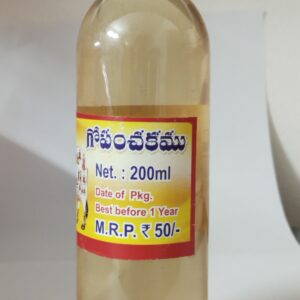 గోపంచకము
Net. : 200ml
Date of Pkg.
Best before 1 Year
M.R.P. ₹ 50/-